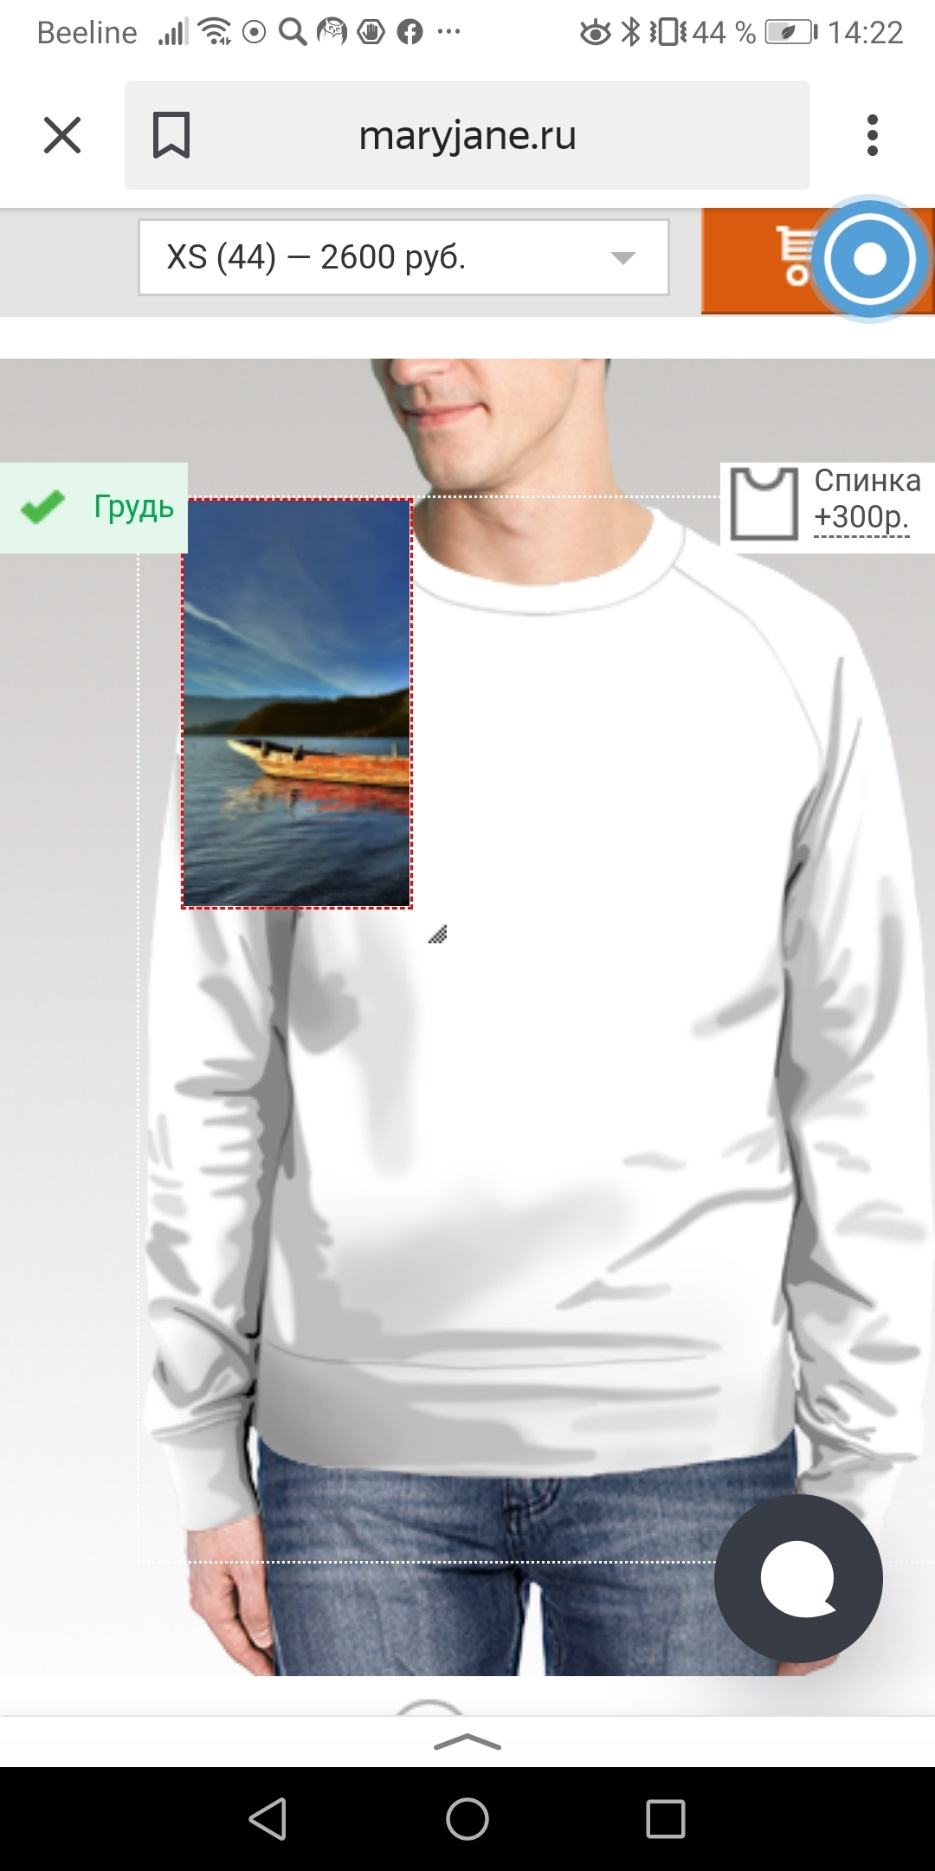 Beeline 44 % 14:22
maryjane.ru
XS (44) — 2600 руб.
Грудь
Спинка
+300р.